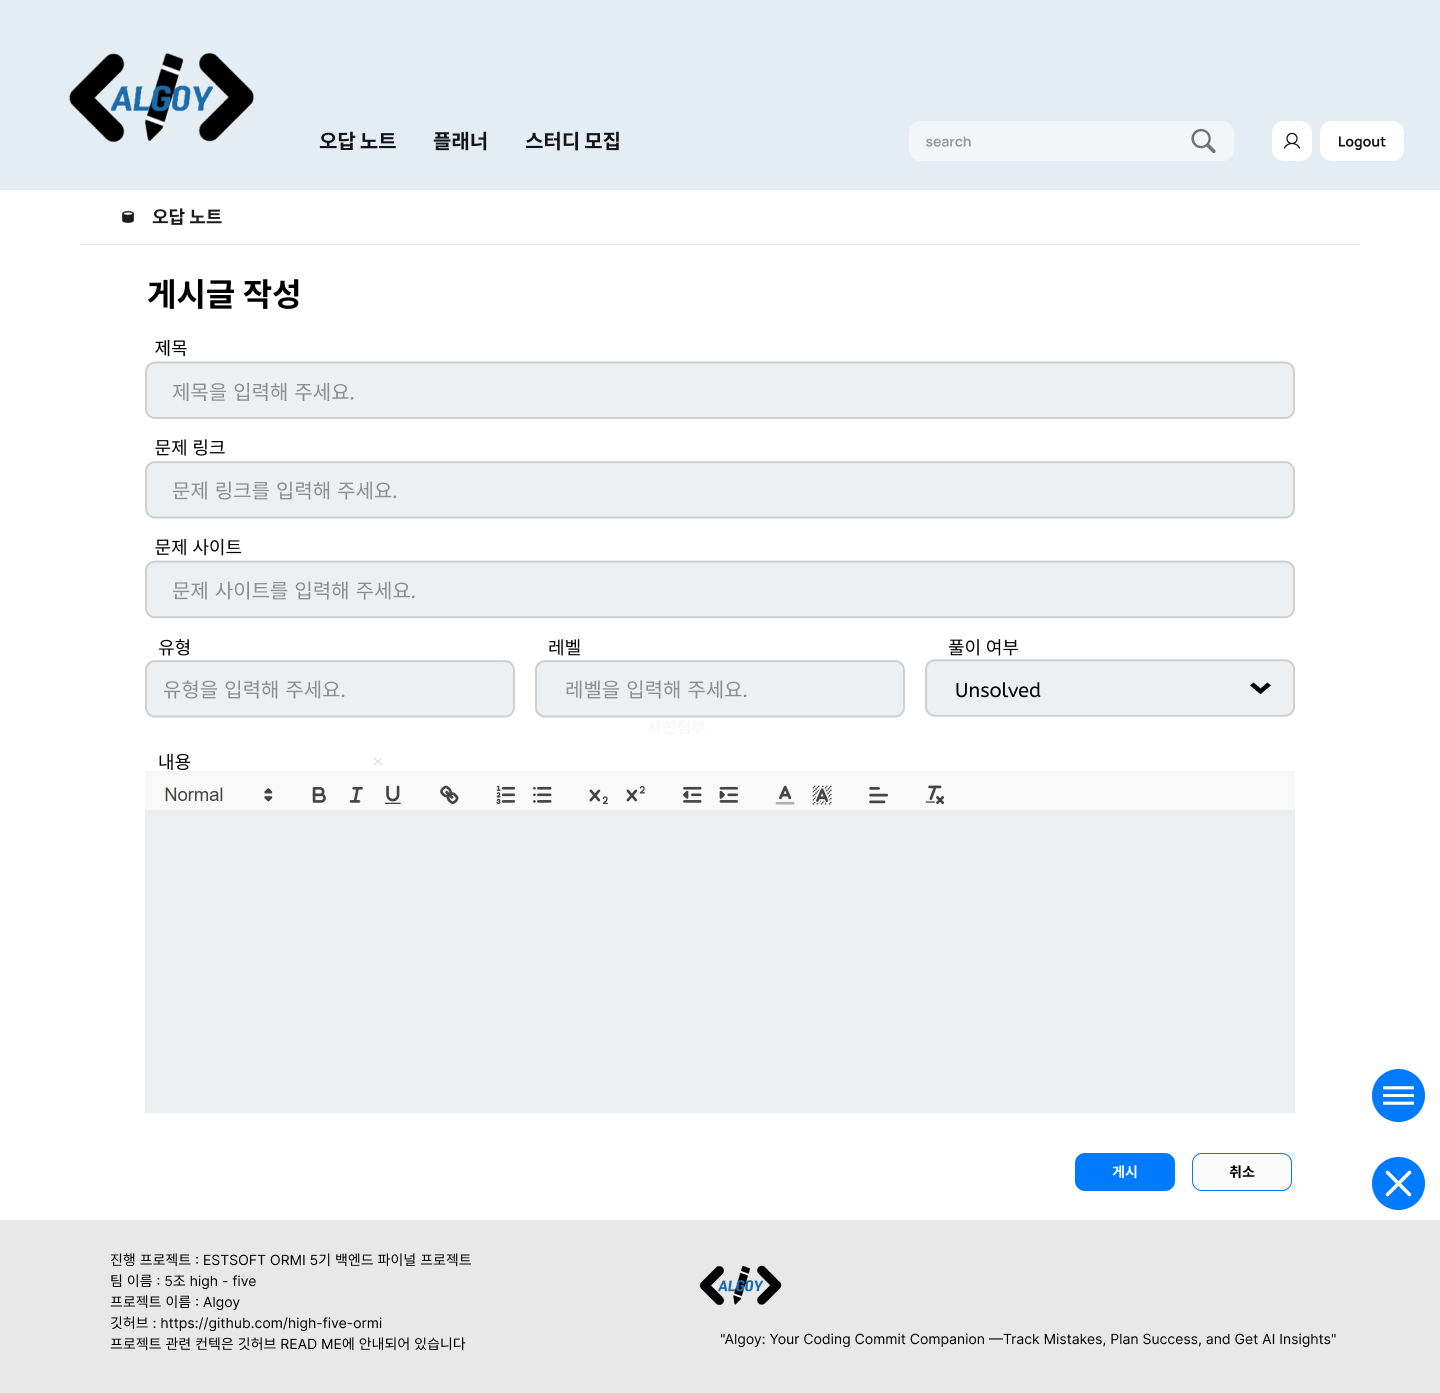 ALGOY
오답 노트 플래너 스터디 모집 search Logout
오답 노트
게시글 작성
제목
제목을 입력해 주세요.
문제 링크
문제 링크를 입력해 주세요.
문제 사이트
문제 사이트를 입력해 주세요.
유형 레벨 풀이 여부
유형을 입력해 주세요. 레벨을 입력해 주세요. Unsolved
사진첨부
내용
Normal
게시 취소
진행 프로젝트 : ESTSOFT ORMI 5기 백엔드 파이널 프로젝트
팀 이름 : 5조 high - five
프로젝트 이름 : Algoy
깃허브 : https://github.com/high-five-ormi
프로젝트 관련 컨텍은 깃허브 READ ME에 안내되어 있습니다
ALGOY
"Algoy: Your Coding Commit Companion —Track Mistakes, Plan Success, and Get AI Insights"